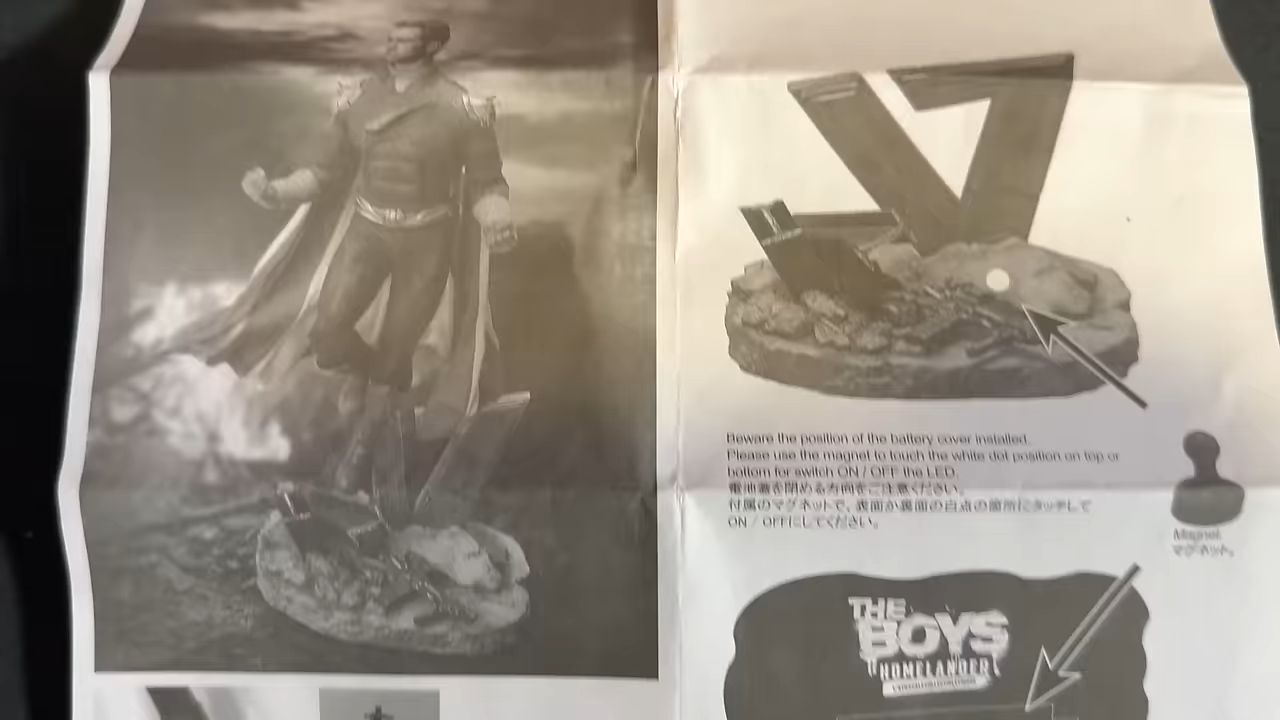 Beware the position of the battery cover installed.
Please use the magnet to touch the white dot position on top or
bottom for switch ON / OFF the LED.
電池蓋を閉める方向をご注意ください。
付属のマグネットで、表面か裏面の白点の箇所にタッチして
ON / OFFにしてください。
Magnet
マグネット。
THE
BOYS
HOMELANDER